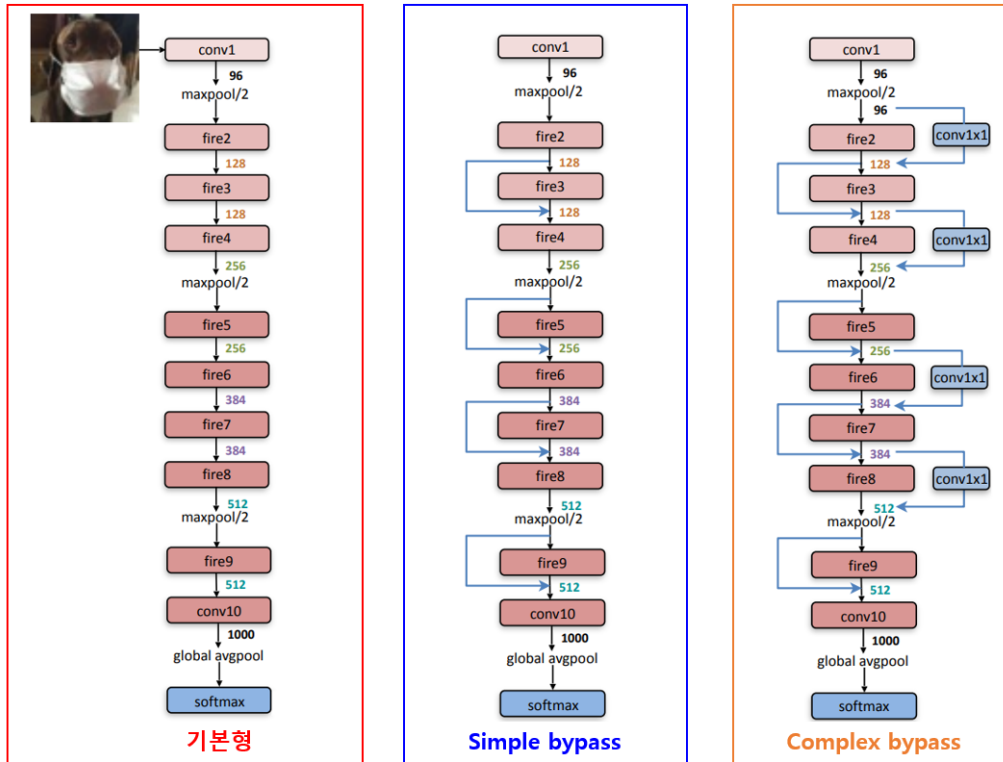 conv1
96
maxpool/2
fire2
128
fire3
128
fire4
256
maxpool/2
fire5
256
fire6
384
fire7
384
fire8
512
maxpool/2
fire9
512
conv10
1000
global avgpool
softmax
기본형
conv1
96
maxpool/2
fire2
128
fire3
128
fire4
256
maxpool/2
fire5
256
fire6
384
fire7
384
fire8
512
maxpool/2
fire9
512
conv10
1000
global avgpool
softmax
Simple bypass
conv1
96
maxpool/2
96
conv1x1
fire2
128
fire3
128
conv1x1
fire4
256
maxpool/2
fire5
256
conv1x1
fire6
384
fire7
384
conv1x1
fire8
512
maxpool/2
fire9
512
conv10
1000
global avgpool
softmax
Complex bypass